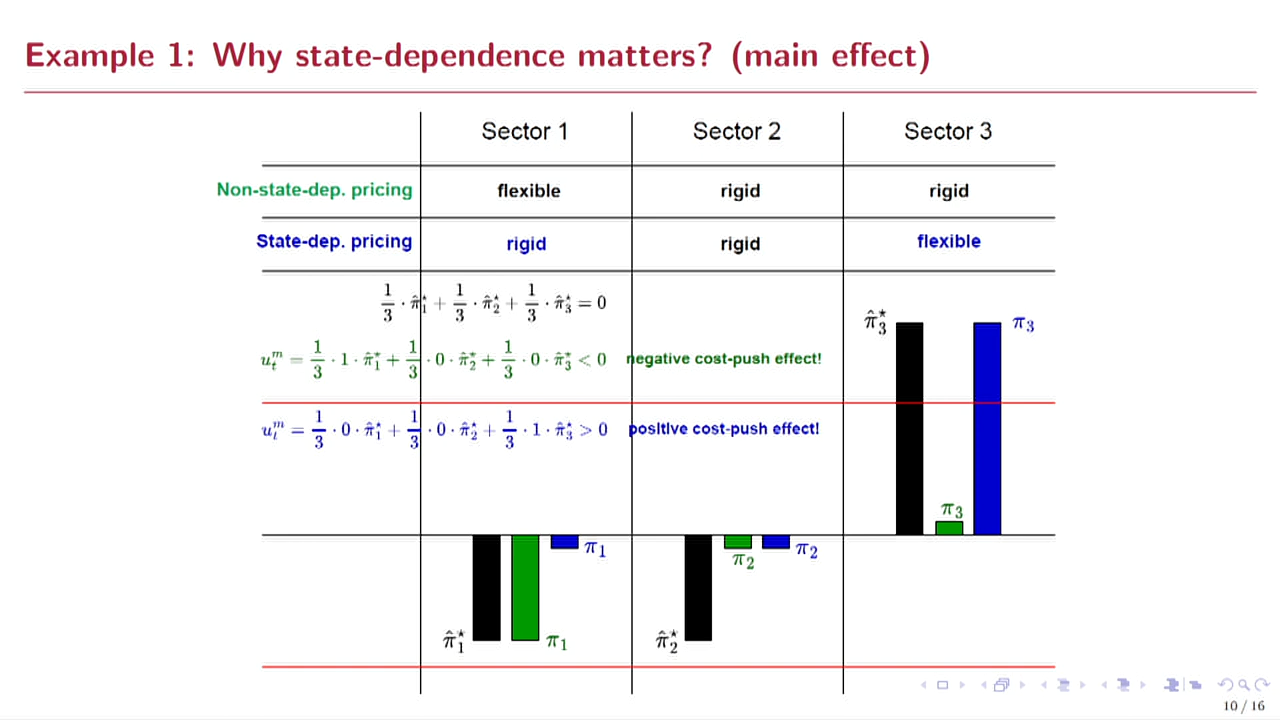 Example 1: Why state-dependence matters? (main effect)
Sector 1 Sector 2 Sector 3
Non-state-dep. pricing flexible rigid rigid
State-dep. pricing rigid rigid flexible
1/3 · π̂₁* + 1/3 · π̂₂* + 1/3 · π̂₃* = 0
uₜᵐ = 1/3 · 1 · π̂₁* + 1/3 · 0 · π̂₂* + 1/3 · 0 · π̂₃* < 0 negative cost-push effect!
uₜᵐ = 1/3 · 0 · π̂₁* + 1/3 · 0 · π̂₂* + 1/3 · 1 · π̂₃* > 0 positive cost-push effect!
π̂₃* π₃
π₃
π₁ π₂ π₂
π̂₁* π₁ π̂₂*
10 / 16